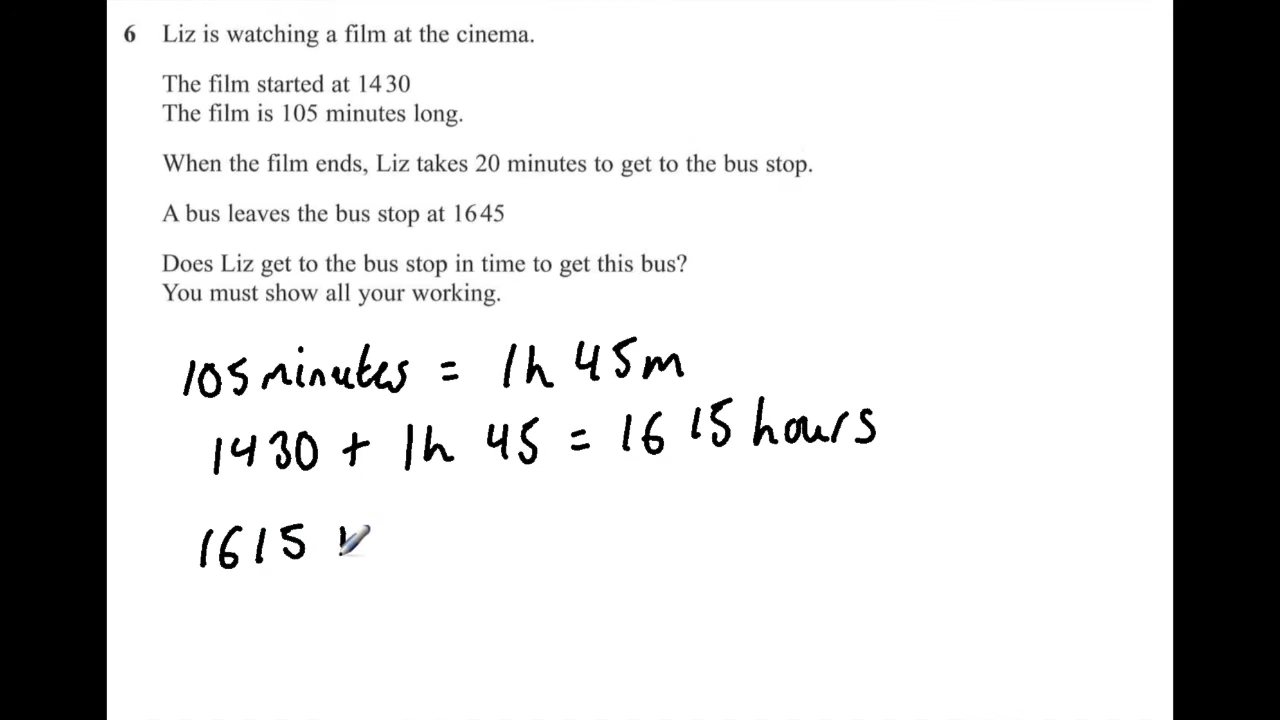 6 Liz is watching a film at the cinema.
The film started at 1430
The film is 105 minutes long.
When the film ends, Liz takes 20 minutes to get to the bus stop.
A bus leaves the bus stop at 1645
Does Liz get to the bus stop in time to get this bus?
You must show all your working.
105 minutes = 1h 45m
1430 + 1h 45 = 16 15 hours
1615